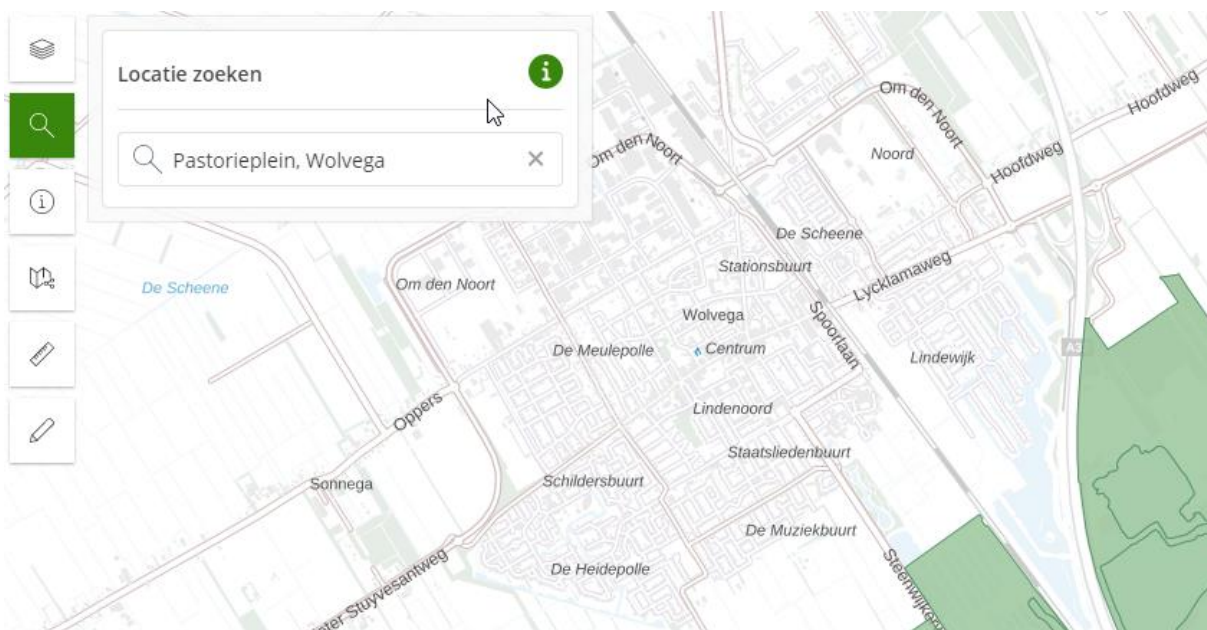 Locatie zoeken
i
Pastorieplein, Wolvega
Om den Noort
Om den Noort
Hoofdweg
Hoofdweg
Noord
De Scheene
Stationsbuurt
Lycklamaweg
De Scheene
Om den Noort
Wolvega
Spoorlaan
De Meulepolle
Centrum
Lindewijk
Oppers
Lindenoord
Staatsliedenbuurt
Sonnega
Schildersbuurt
De Muziekbuurt
De Heidepolle